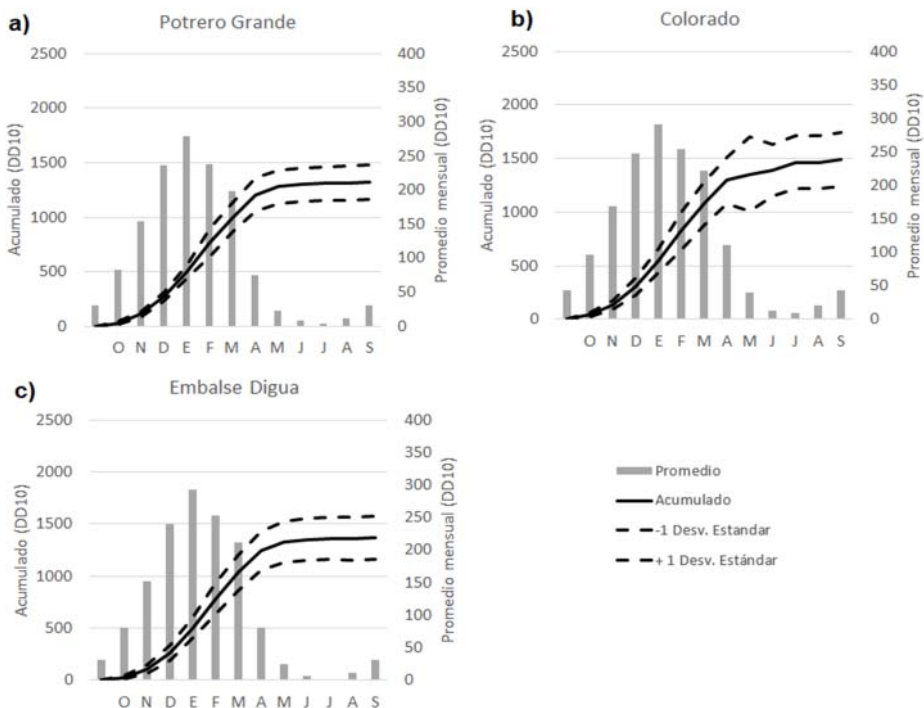 a)
Potrero Grande
Acumulado (DD10)
2500
2000
1500
1000
500
0
Promedio mensual (DD10)
400
350
300
250
200
150
100
50
0
O N D E F M A M J J A S
b)
Colorado
Acumulado (DD10)
2500
2000
1500
1000
500
0
Promedio mensual (DD10)
400
350
300
250
200
150
100
50
0
O N D E F M A M J J A S
c)
Embalse Digua
Acumulado (DD10)
2500
2000
1500
1000
500
0
Promedio mensual (DD10)
400
350
300
250
200
150
100
50
0
O N D E F M A M J J A S
Promedio
Acumulado
-1 Desv. Estandar
+ 1 Desv. Estándar